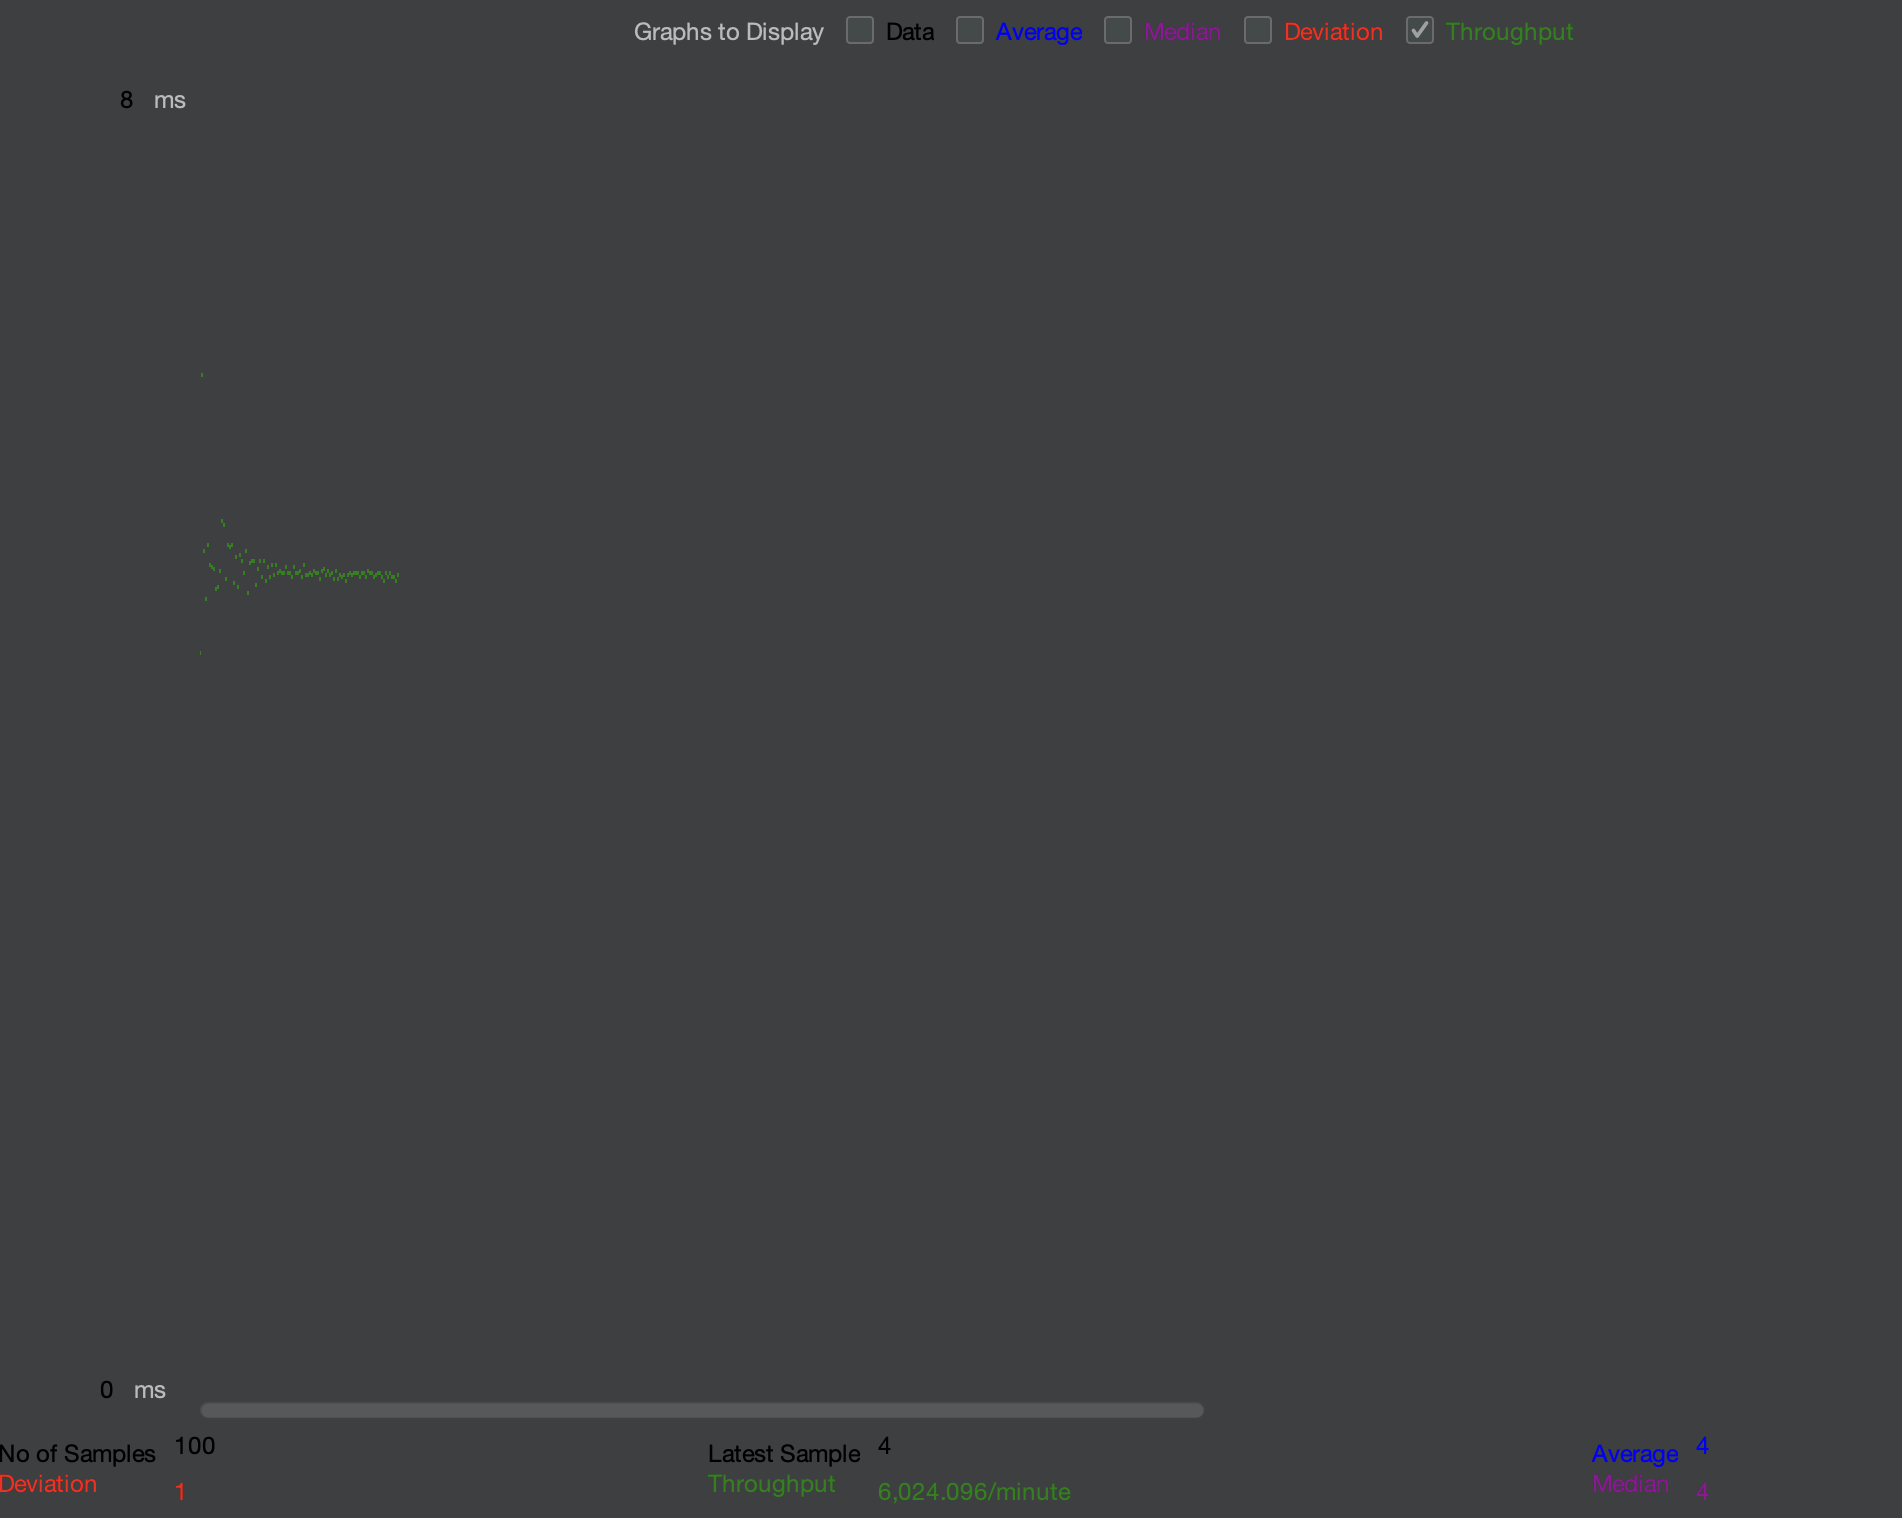 Graphs to Display Data Average Median Deviation Throughput
8 ms
0 ms
No of Samples 100 Latest Sample 4 Average 4
Deviation 1 Throughput 6,024.096/minute Median 4